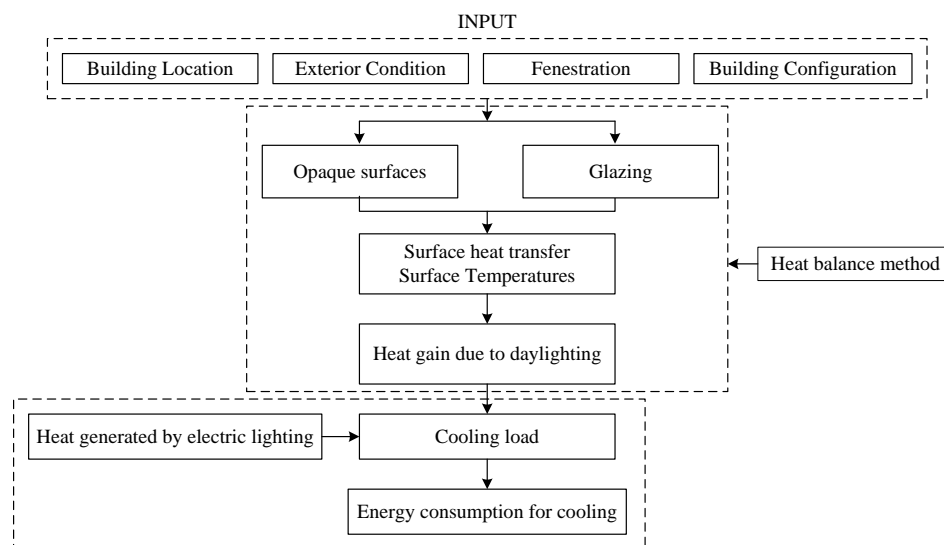 INPUT
Building Location
Exterior Condition
Fenestration
Building Configuration
Opaque surfaces
Glazing
Surface heat transfer
Surface Temperatures
Heat balance method
Heat gain due to daylighting
Heat generated by electric lighting
Cooling load
Energy consumption for cooling